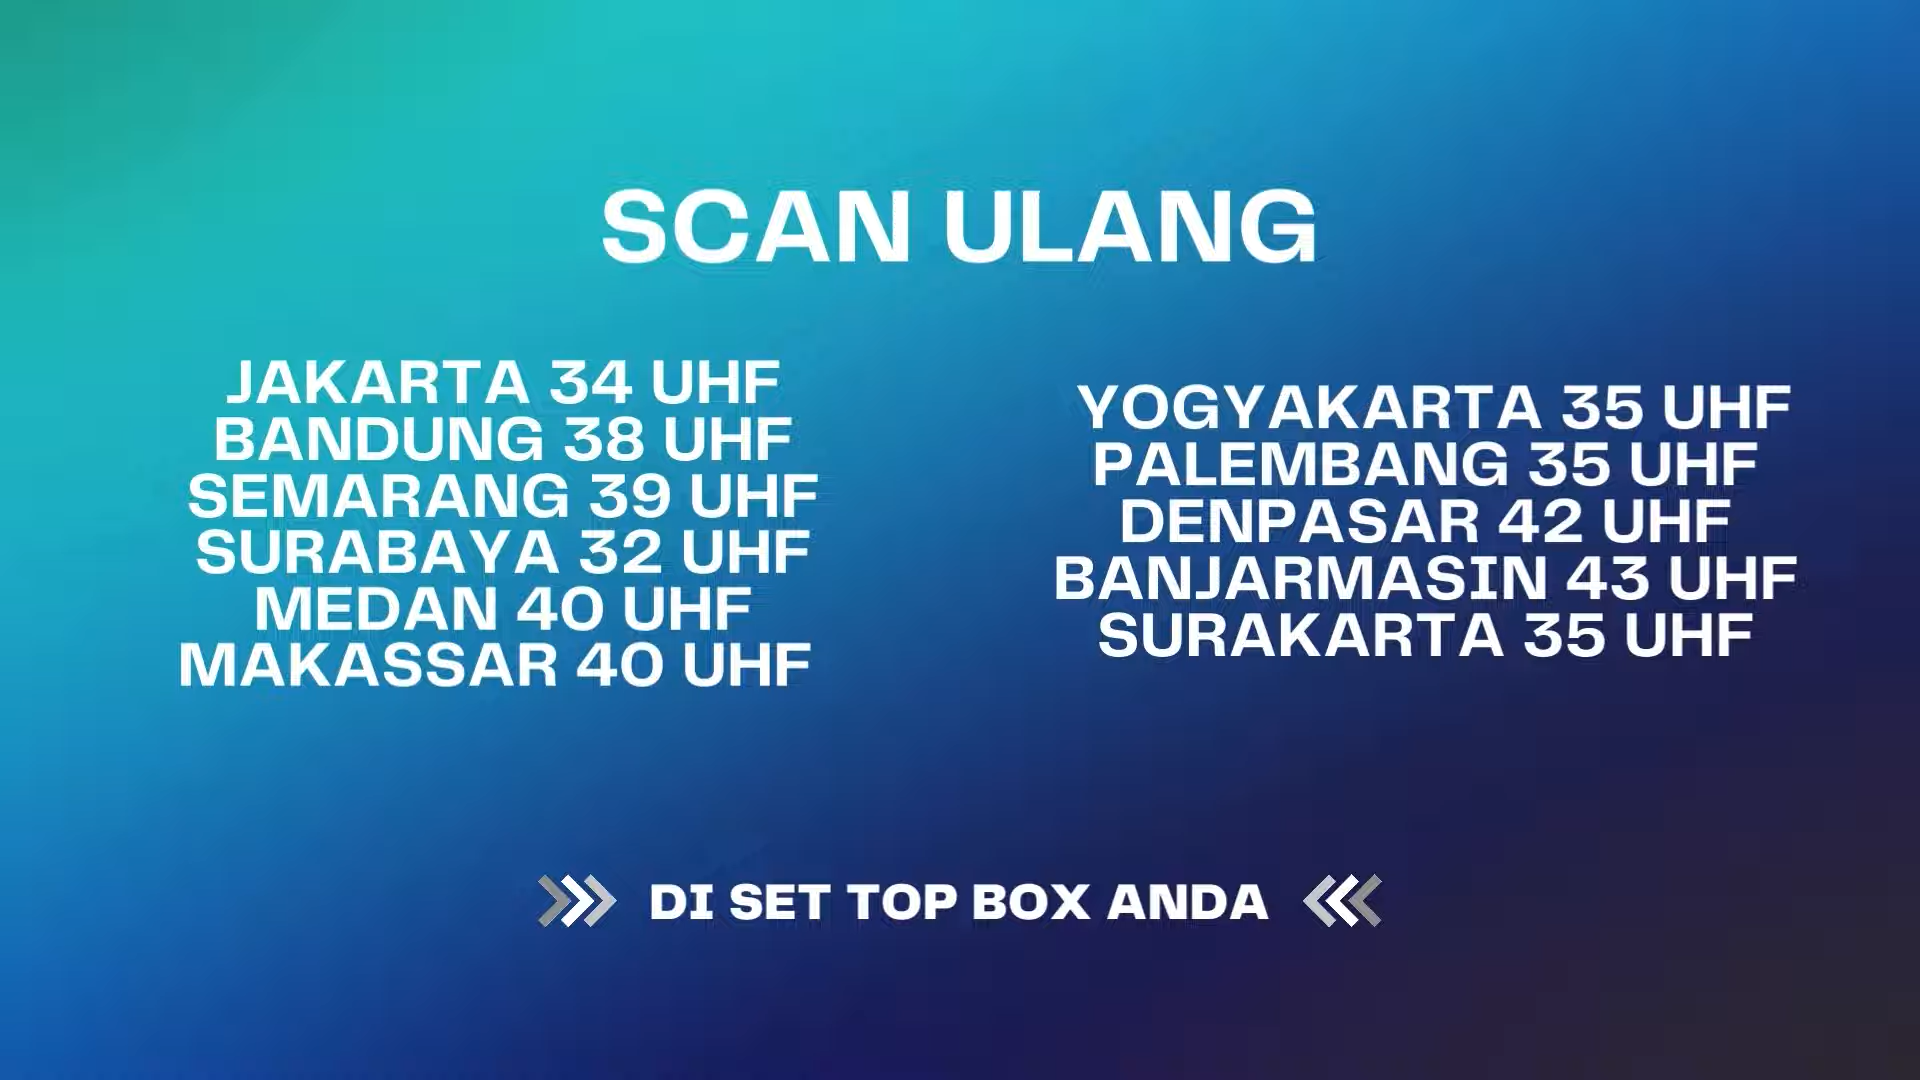 SCAN ULANG
JAKARTA 34 UHF
BANDUNG 38 UHF
SEMARANG 39 UHF
SURABAYA 32 UHF
MEDAN 40 UHF
MAKASSAR 40 UHF
YOGYAKARTA 35 UHF
PALEMBANG 35 UHF
DENPASAR 42 UHF
BANJARMASIN 43 UHF
SURAKARTA 35 UHF
DI SET TOP BOX ANDA